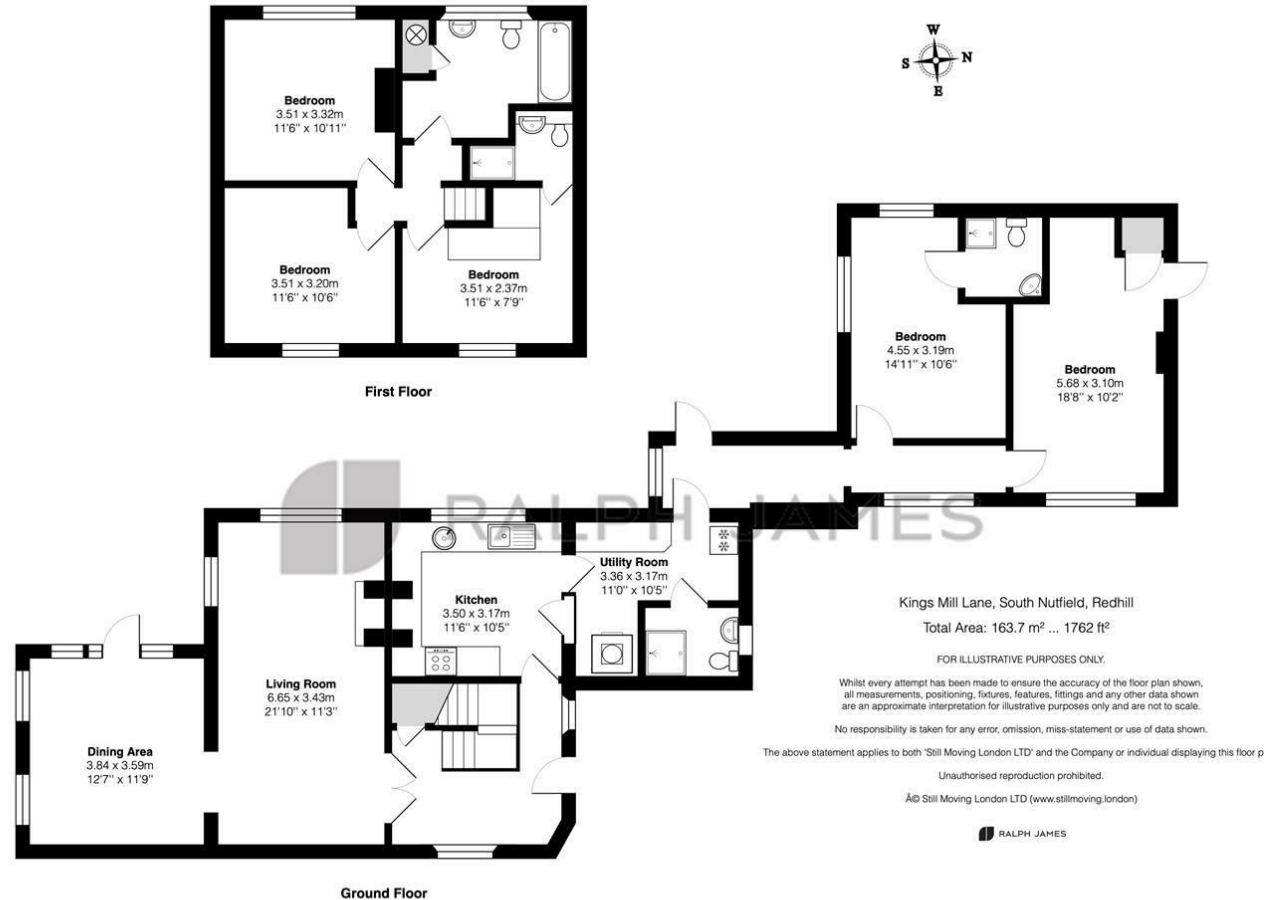 W
S
N
E
Bedroom
3.51 x 3.32m
11'6" x 10'11"
Bedroom
3.51 x 3.20m
11'6" x 10'6"
Bedroom
3.51 x 2.37m
11'6" x 7'9"
First Floor
Bedroom
4.55 x 3.19m
14'11" x 10'6"
Bedroom
5.68 x 3.10m
18'8" x 10'2"
RALPH JAMES
Utility Room
3.36 x 3.17m
11'0" x 10'5"
Kitchen
3.50 x 3.17m
11'6" x 10'5"
Living Room
6.65 x 3.43m
21'10" x 11'3"
Dining Area
3.84 x 3.59m
12'7" x 11'9"
Ground Floor
Kings Mill Lane, South Nutfield, Redhill
Total Area: 163.7 m² ... 1762 ft²
FOR ILLUSTRATIVE PURPOSES ONLY.
Whilst every attempt has been made to ensure the accuracy of the floor plan shown,
all measurements, positioning, fixtures, features, fittings and any other data shown
are an approximate interpretation for illustrative purposes only and are not to scale.
No responsibility is taken for any error, omission, miss-statement or use of data shown.
The above statement applies to both 'Still Moving London LTD' and the Company or individual displaying this floor p
Unauthorised reproduction prohibited.
Â© Still Moving London LTD (www.stillmoving.london)
RALPH JAMES